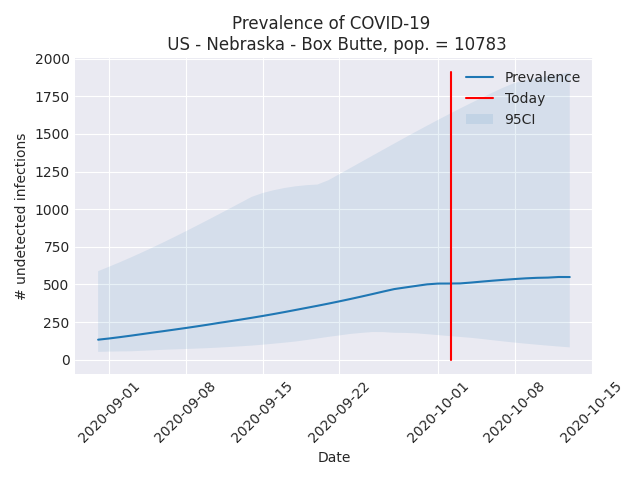 Prevalence of COVID-19
US - Nebraska - Box Butte, pop. = 10783
2000
1750
1500
1250
1000
750
500
250
0
# undetected infections
Prevalence
Today
95CI
2020-09-01
2020-09-08
2020-09-15
2020-09-22
2020-10-01
2020-10-08
2020-10-15
Date